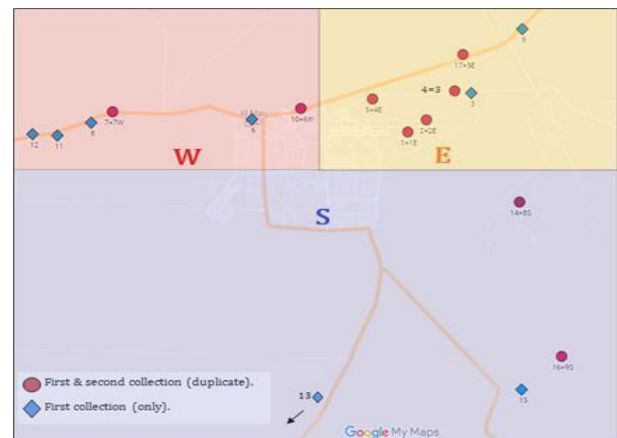 9
17=3E
4=3
3
5=4E
2=2E
1=1E
7=7W
10=6W
6
8
12
11
W
E
S
14=8S
16=9S
15
13
First & second collection (duplicate).
First collection (only).
Google My Maps